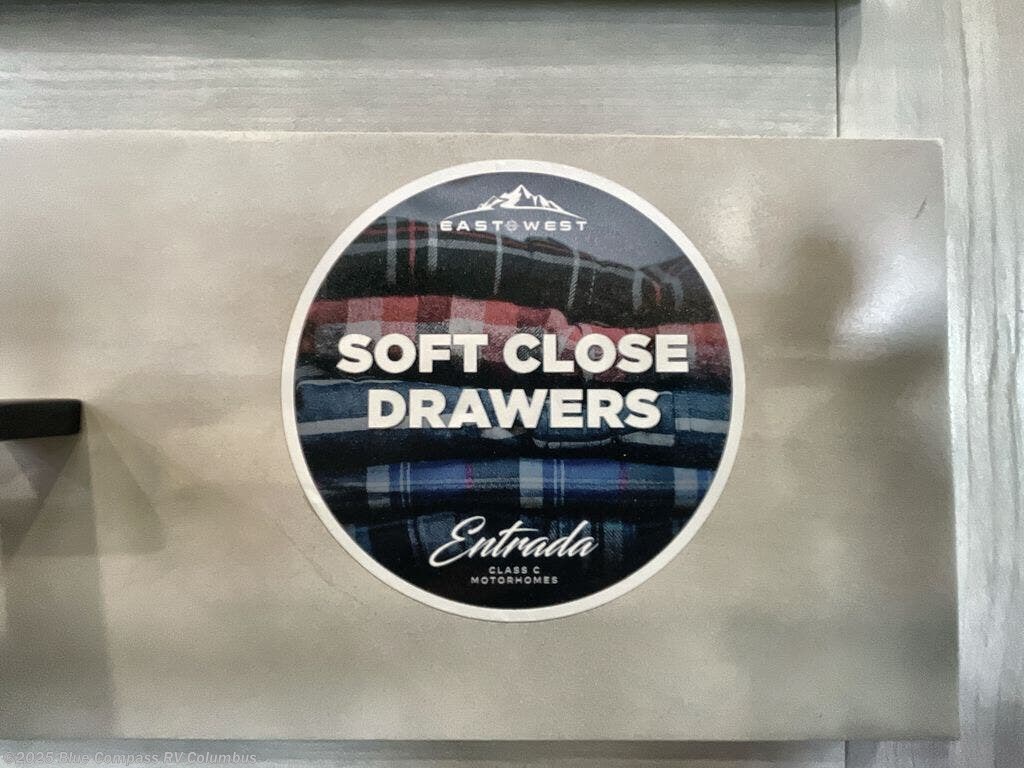 EAST WEST
SOFT CLOSE
DRAWERS
Entrada
CLASS C
MOTORHOMES
©2025 Blue Compass RV Columbus